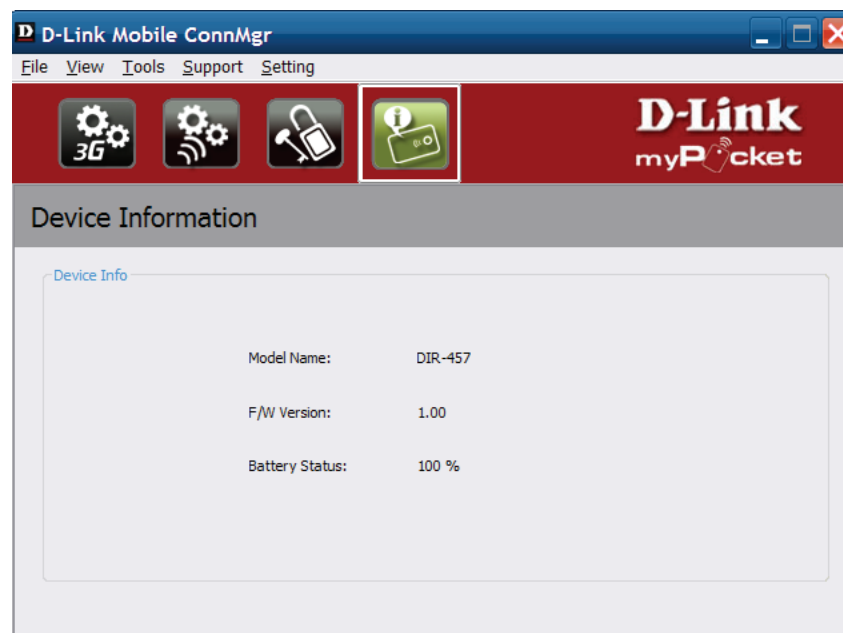 D D-Link Mobile ConnMgr
File View Tools Support Setting
3G
i
D-Link
myPocket
Device Information
Device Info
Model Name: DIR-457
F/W Version: 1.00
Battery Status: 100 %